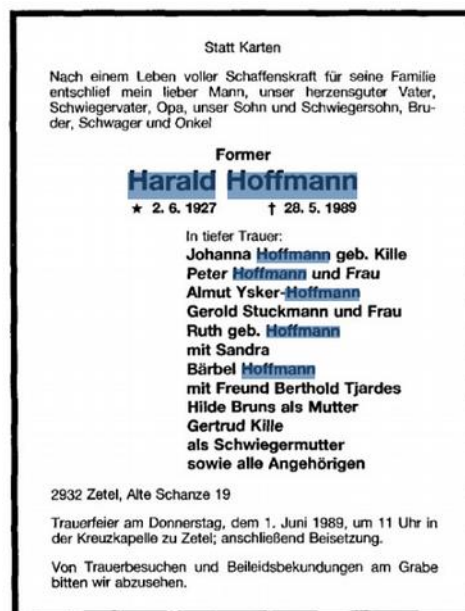 Statt Karten
Nach einem Leben voller Schaffenskraft für seine Familie
entschlief mein lieber Mann, unser herzensguter Vater,
Schwiegervater, Opa, unser Sohn und Schwiegersohn, Bru-
der, Schwager und Onkel
Former
Harald Hoffmann
★ 2. 6. 1927 † 28. 5. 1989
In tiefer Trauer:
Johanna Hoffmann geb. Kille
Peter Hoffmann und Frau
Almut Ysker-Hoffmann
Gerold Stuckmann und Frau
Ruth geb. Hoffmann
mit Sandra
Bärbel Hoffmann
mit Freund Berthold Tjardes
Hilde Bruns als Mutter
Gertrud Kille
als Schwiegermutter
sowie alle Angehörigen
2932 Zetel, Alte Schanze 19
Trauerfeier am Donnerstag, dem 1. Juni 1989, um 11 Uhr in
der Kreuzkapelle zu Zetel; anschließend Beisetzung.
Von Trauerbesuchen und Beileidsbekundungen am Grabe
bitten wir abzusehen.